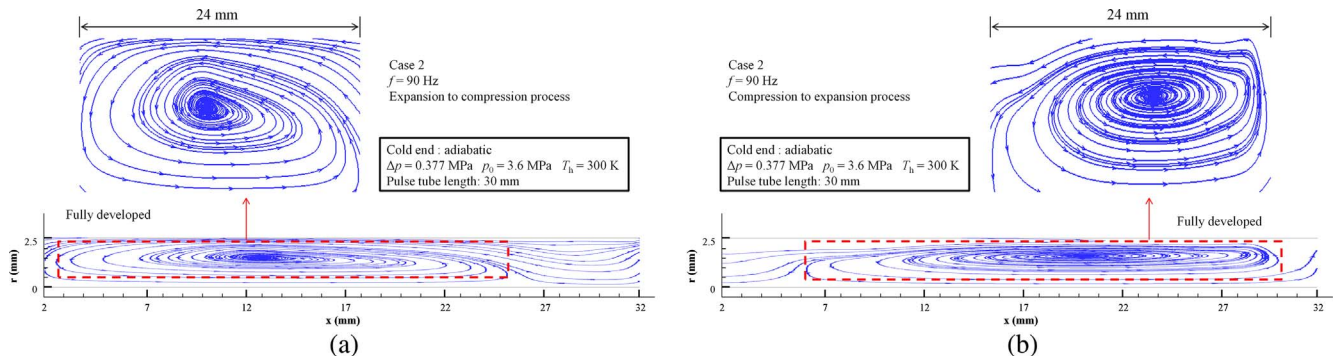 24 mm
Case 2
f = 90 Hz
Expansion to compression process
Cold end : adiabatic
Δp = 0.377 MPa p₀ = 3.6 MPa Tₕ = 300 K
Pulse tube length: 30 mm
Fully developed
2.5
r (mm)
0
2 7 12 17 22 27 32
x (mm)
(a)
24 mm
Case 2
f = 90 Hz
Compression to expansion process
Cold end : adiabatic
Δp = 0.377 MPa p₀ = 3.6 MPa Tₕ = 300 K
Pulse tube length: 30 mm
Fully developed
2.5
r (mm)
0
2 7 12 17 22 27 32
x (mm)
(b)